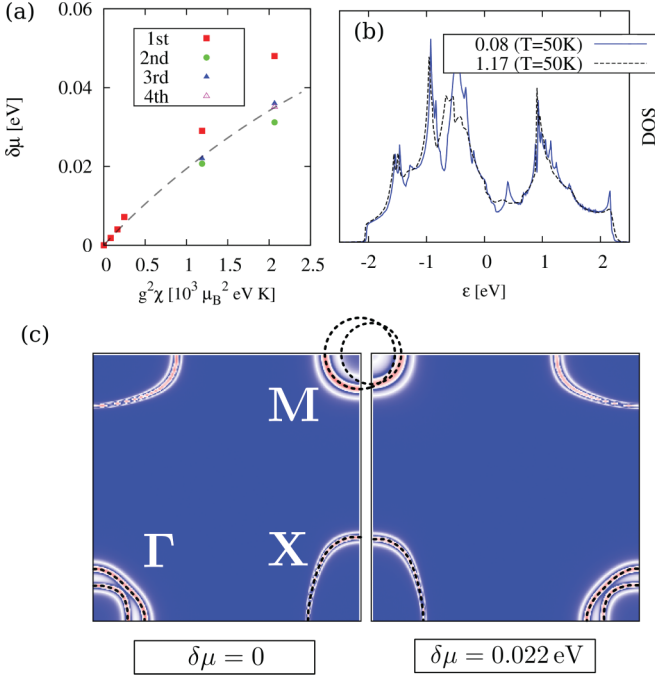 (a)
1st
2nd
3rd
4th
δμ [eV]
0.06
0.04
0.02
0
0 0.5 1 1.5 2 2.5
g²χ [10³ μ_B² eV K]
(b)
0.08 (T=50K)
1.17 (T=50K)
DOS
-2 -1 0 1 2
ε [eV]
(c)
M
Γ X
δμ = 0
δμ = 0.022 eV